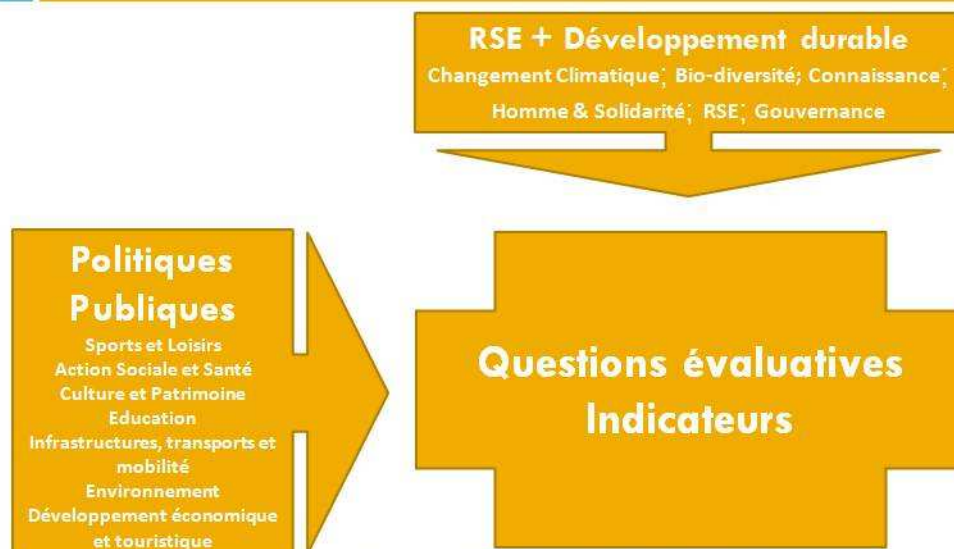 RSE + Développement durable
Changement Climatique; Bio-diversité; Connaissance;
Homme & Solidarité; RSE; Gouvernance
Politiques
Publiques
Sports et Loisirs
Action Sociale et Santé
Culture et Patrimoine
Education
Infrastructures, transports et
mobilité
Environnement
Développement économique
et touristique
Questions évaluatives
Indicateurs